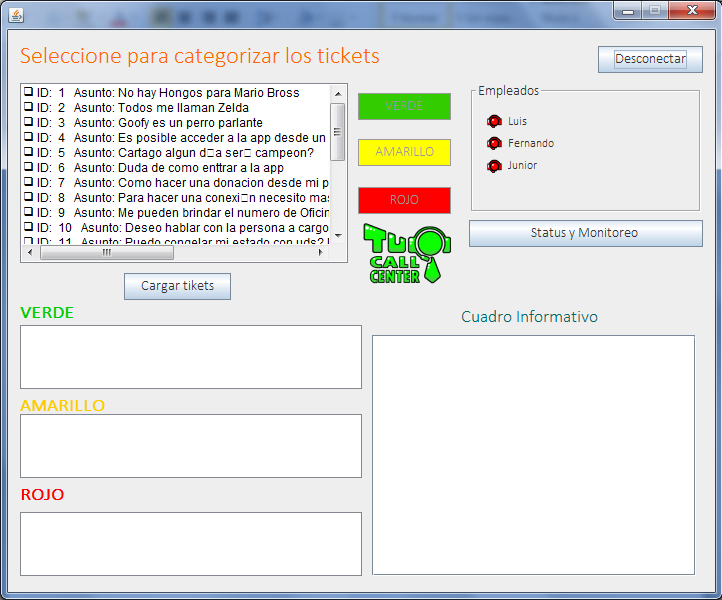 Seleccione para categorizar los tickets
Desconectar
ID: 1 Asunto: No hay Hongos para Mario Bross
ID: 2 Asunto: Todos me llaman Zelda
ID: 3 Asunto: Goofy es un perro parlante
ID: 4 Asunto: Es posible acceder a la app desde un
ID: 5 Asunto: Cartago algun d□a ser□ campeon?
ID: 6 Asunto: Duda de como enttrar a la app
ID: 7 Asunto: Como hacer una donacion desde mi p
ID: 8 Asunto: Para hacer una conexi□n necesito mas
ID: 9 Asunto: Me pueden brindar el numero de Oficin
ID: 10 Asunto: Deseo hablar con la persona a cargo
ID: 11 Asunto: Puedo congelar mi estado con uds?
VERDE
AMARILLO
ROJO
Tu
CALL
CENTER
Empleados
Luis
Fernando
Junior
Status y Monitoreo
Cargar tikets
VERDE
AMARILLO
ROJO
Cuadro Informativo